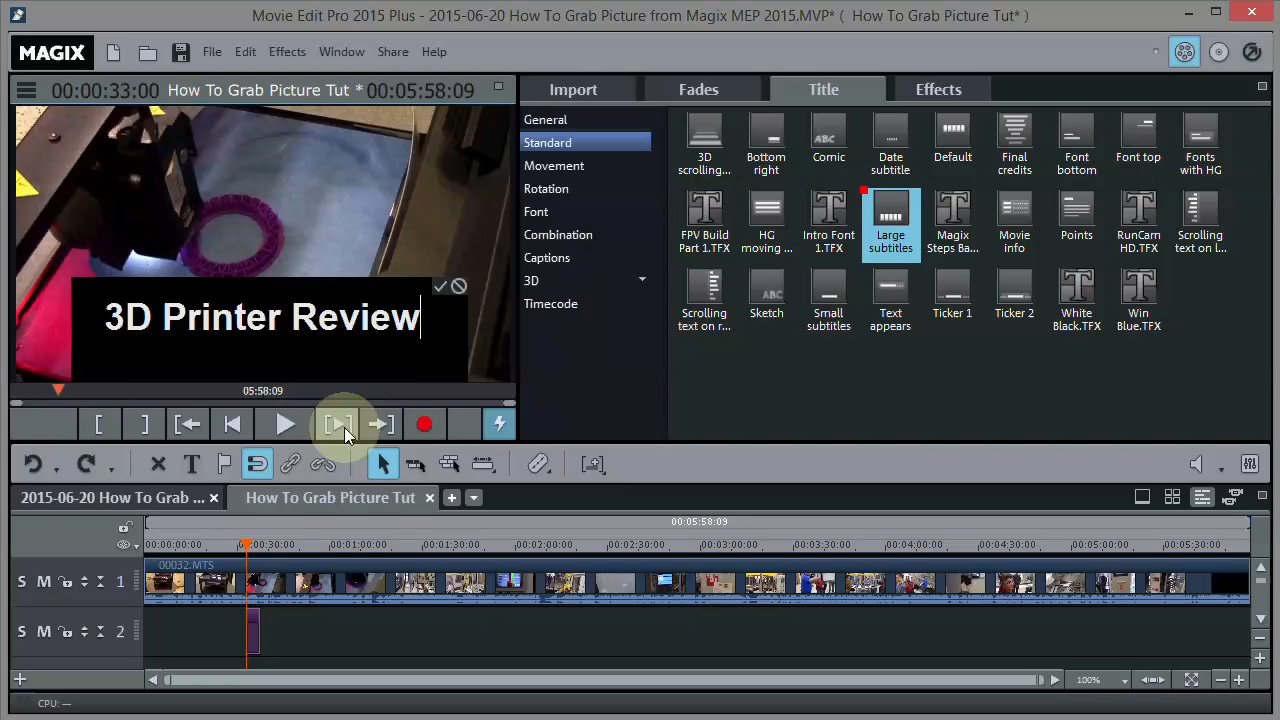 Movie Edit Pro 2015 Plus - 2015-06-20 How To Grab Picture from Magix MEP 2015.MVP* ( How To Grab Picture Tut* )
MAGIX File Edit Effects Window Share Help
00:00:33:00 How To Grab Picture Tut * 00:05:58:09
Import Fades Title Effects
General
Standard
Movement
Rotation
Font
Combination
Captions
3D
Timecode
3D scrolling...
Bottom right
Comic
Date subtitle
Default
Final credits
Font bottom
Font top
Fonts with HG
FPV Build Part 1.TFX
HG moving ...
Intro Font 1.TFX
Large subtitles
Magix Steps Ba...
Movie info
Points
RunCam HD.TFX
Scrolling text on l...
Scrolling text on r...
Sketch
Small subtitles
Text appears
Ticker 1
Ticker 2
White Black.TFX
Win Blue.TFX
3D Printer Review
05:58:09
2015-06-20 How To Grab ... How To Grab Picture Tut
00:05:58:09
00:00:00:00 00:00:30:00 00:01:00:00 00:01:30:00 00:02:00:00 00:02:30:00 00:03:00:00 00:03:30:00 00:04:00:00 00:04:30:00 00:05:00:00 00:05:30:00
00032.MTS
S M 1
S M 2
100%
CPU: —